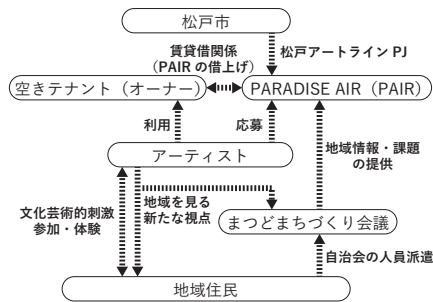 松戸市
賃貸借関係
(PAIR の借上げ)
松戸アートライン PJ
空きテナント（オーナー）
PARADISE AIR（PAIR）
利用
応募
地域情報・課題
の提供
アーティスト
文化芸術的刺激
参加・体験
地域を見る
新たな視点
まつどまちづくり会議
自治会の人員派遣
地域住民